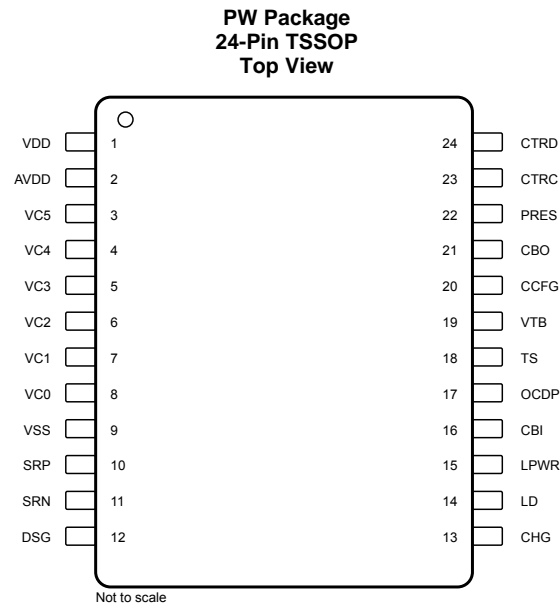 PW Package
24-Pin TSSOP
Top View
VDD 1 24 CTRD
AVDD 2 23 CTRC
VC5 3 22 PRES
VC4 4 21 CBO
VC3 5 20 CCFG
VC2 6 19 VTB
VC1 7 18 TS
VC0 8 17 OCDP
VSS 9 16 CBI
SRP 10 15 LPWR
SRN 11 14 LD
DSG 12 13 CHG
Not to scale